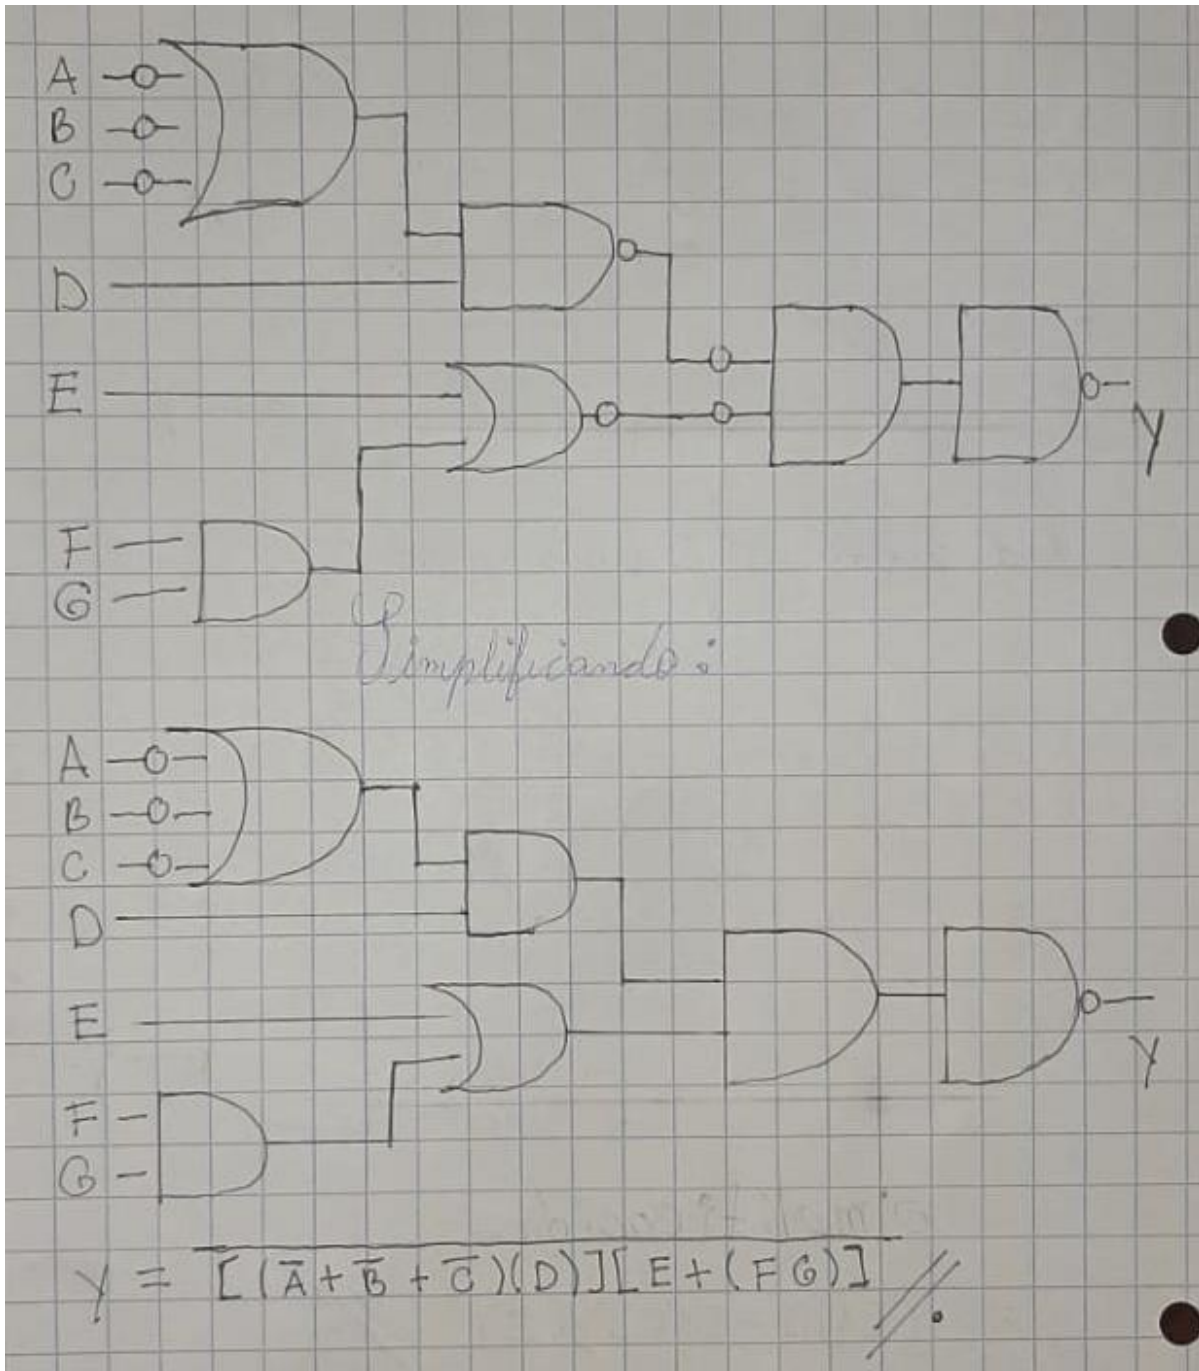 A
B
C
D
E
Y
F
G
Simplificando:
A
B
C
D
E
Y
F
G
Y = [(A̅ + B̅ + C̅)(D)][E + (FG)]